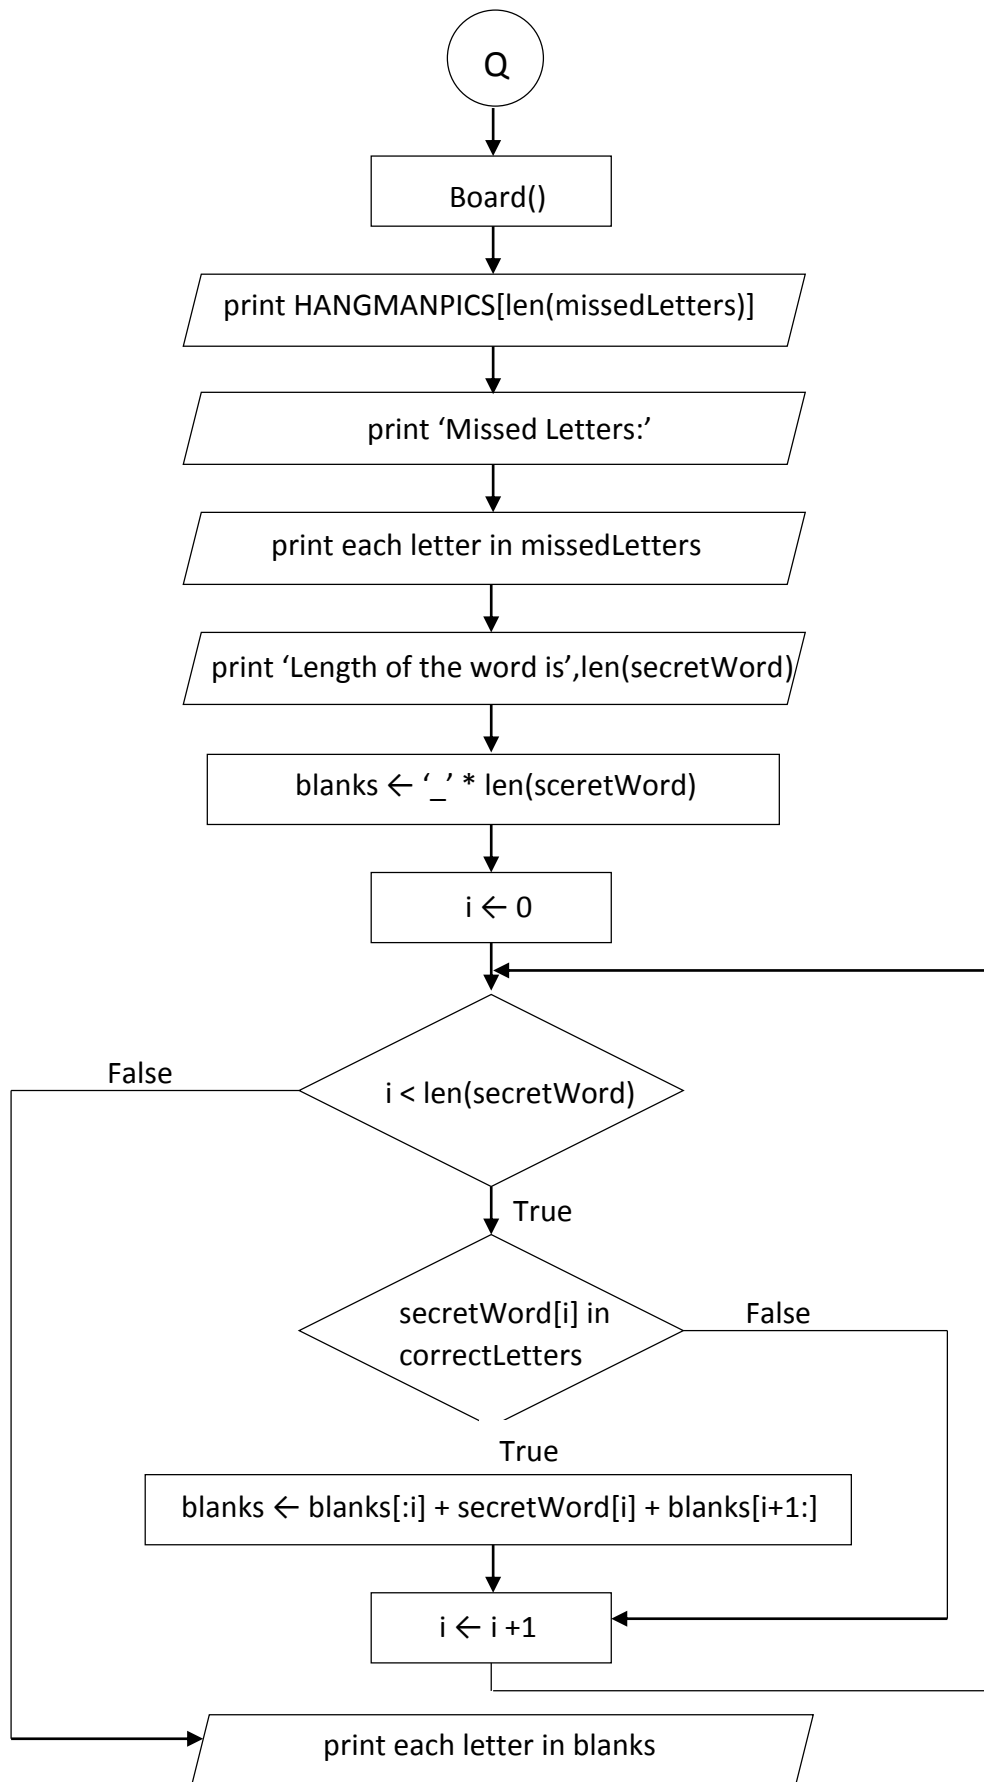 Q
Board()
print HANGMANPICS[len(missedLetters)]
print ‘Missed Letters:’
print each letter in missedLetters
print ‘Length of the word is’,len(secretWord)
blanks ← ‘_’ * len(sceretWord)
i ← 0
False
i < len(secretWord)
True
secretWord[i] in
correctLetters
False
True
blanks ← blanks[:i] + secretWord[i] + blanks[i+1:]
i ← i +1
print each letter in blanks